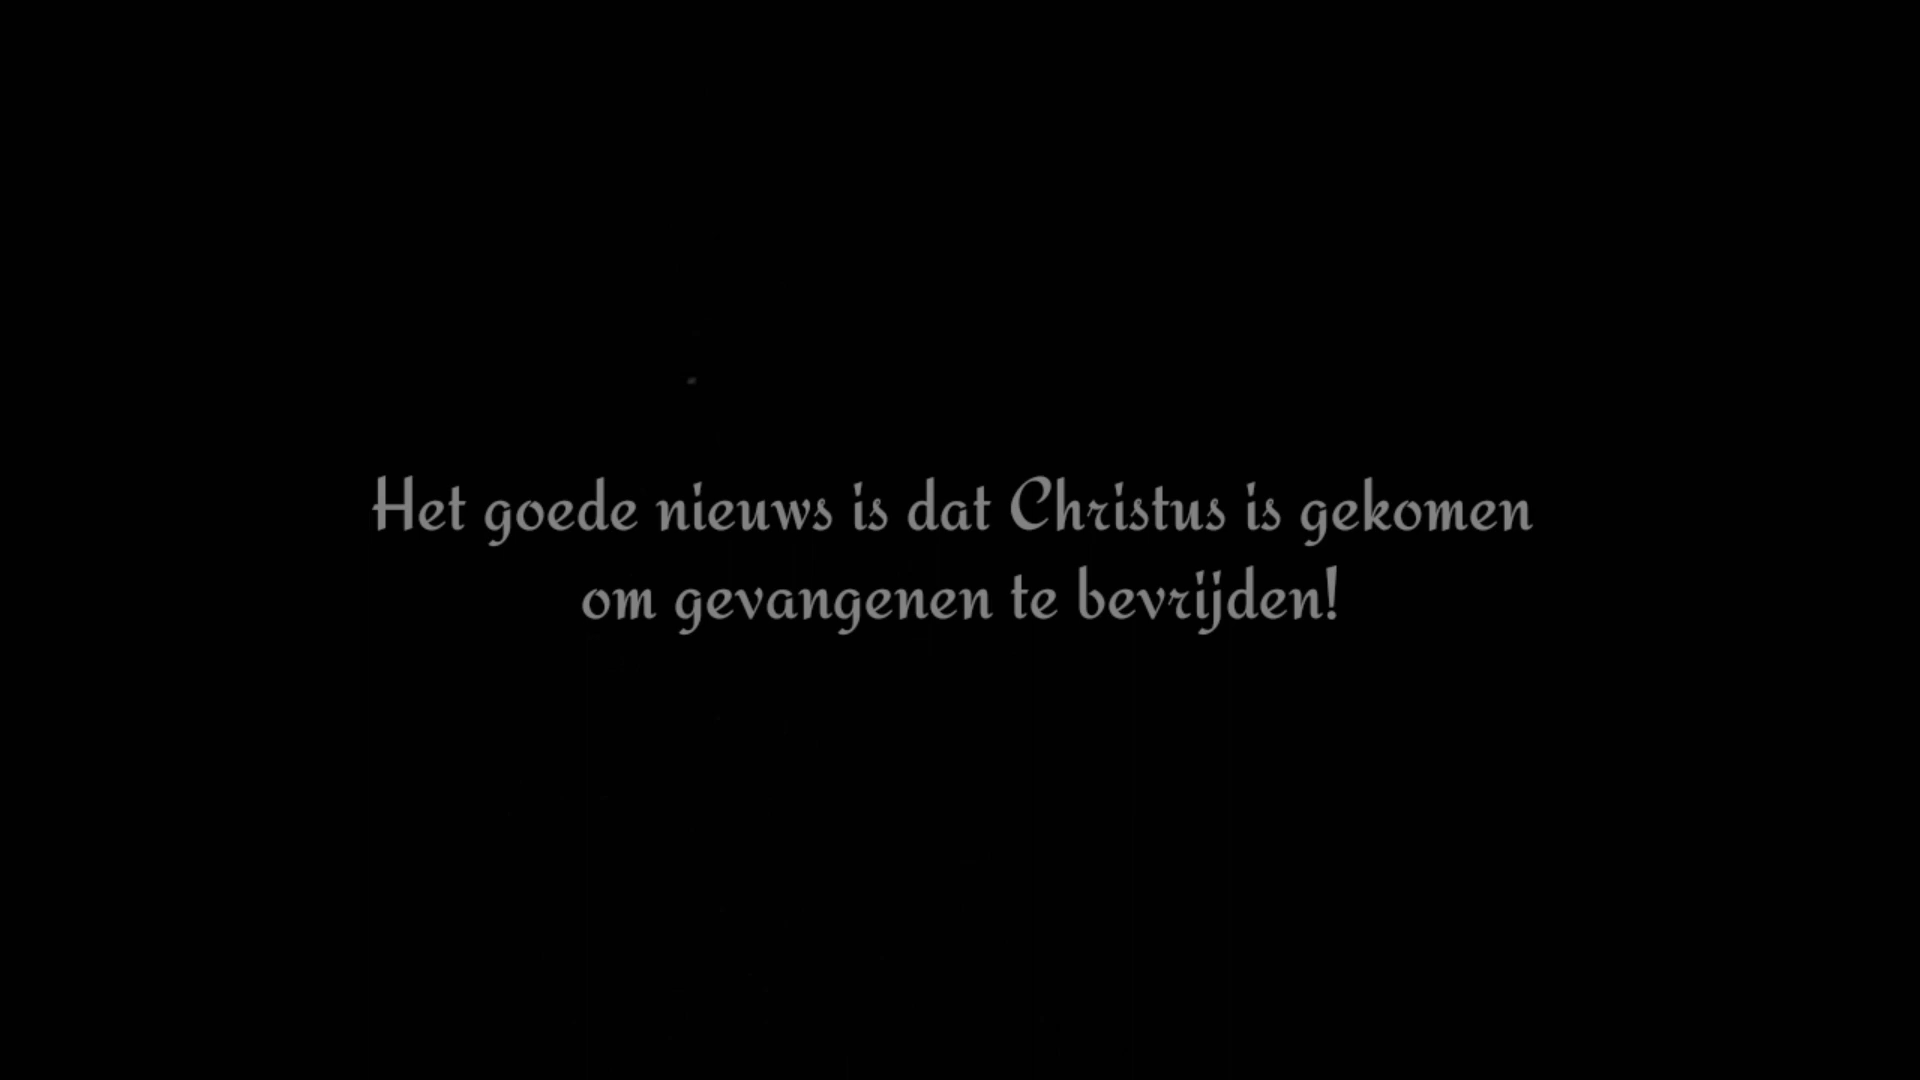 Het goede nieuws is dat Christus is gekomen
om gevangenen te bevrijden!